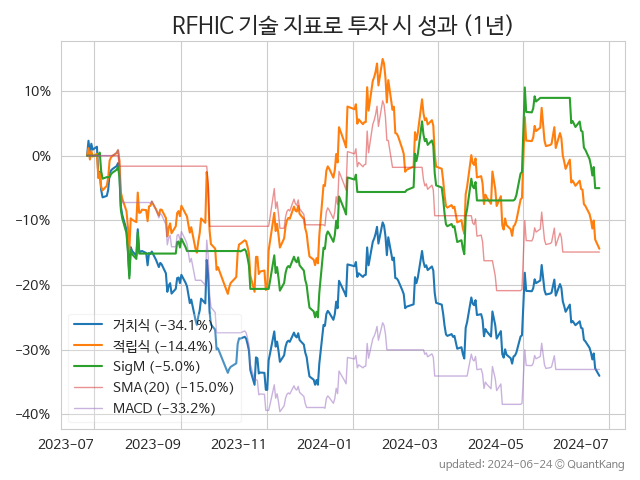 RFHIC 기술 지표로 투자 시 성과 (1년)
10%
0%
−10%
−20%
−30%
−40%
거치식 (−34.1%)
적립식 (−14.4%)
SigM (−5.0%)
SMA(20) (−15.0%)
MACD (−33.2%)
2023−07 2023−09 2023−11 2024−01 2024−03 2024−05 2024−07
updated: 2024−06−24 © QuantKang